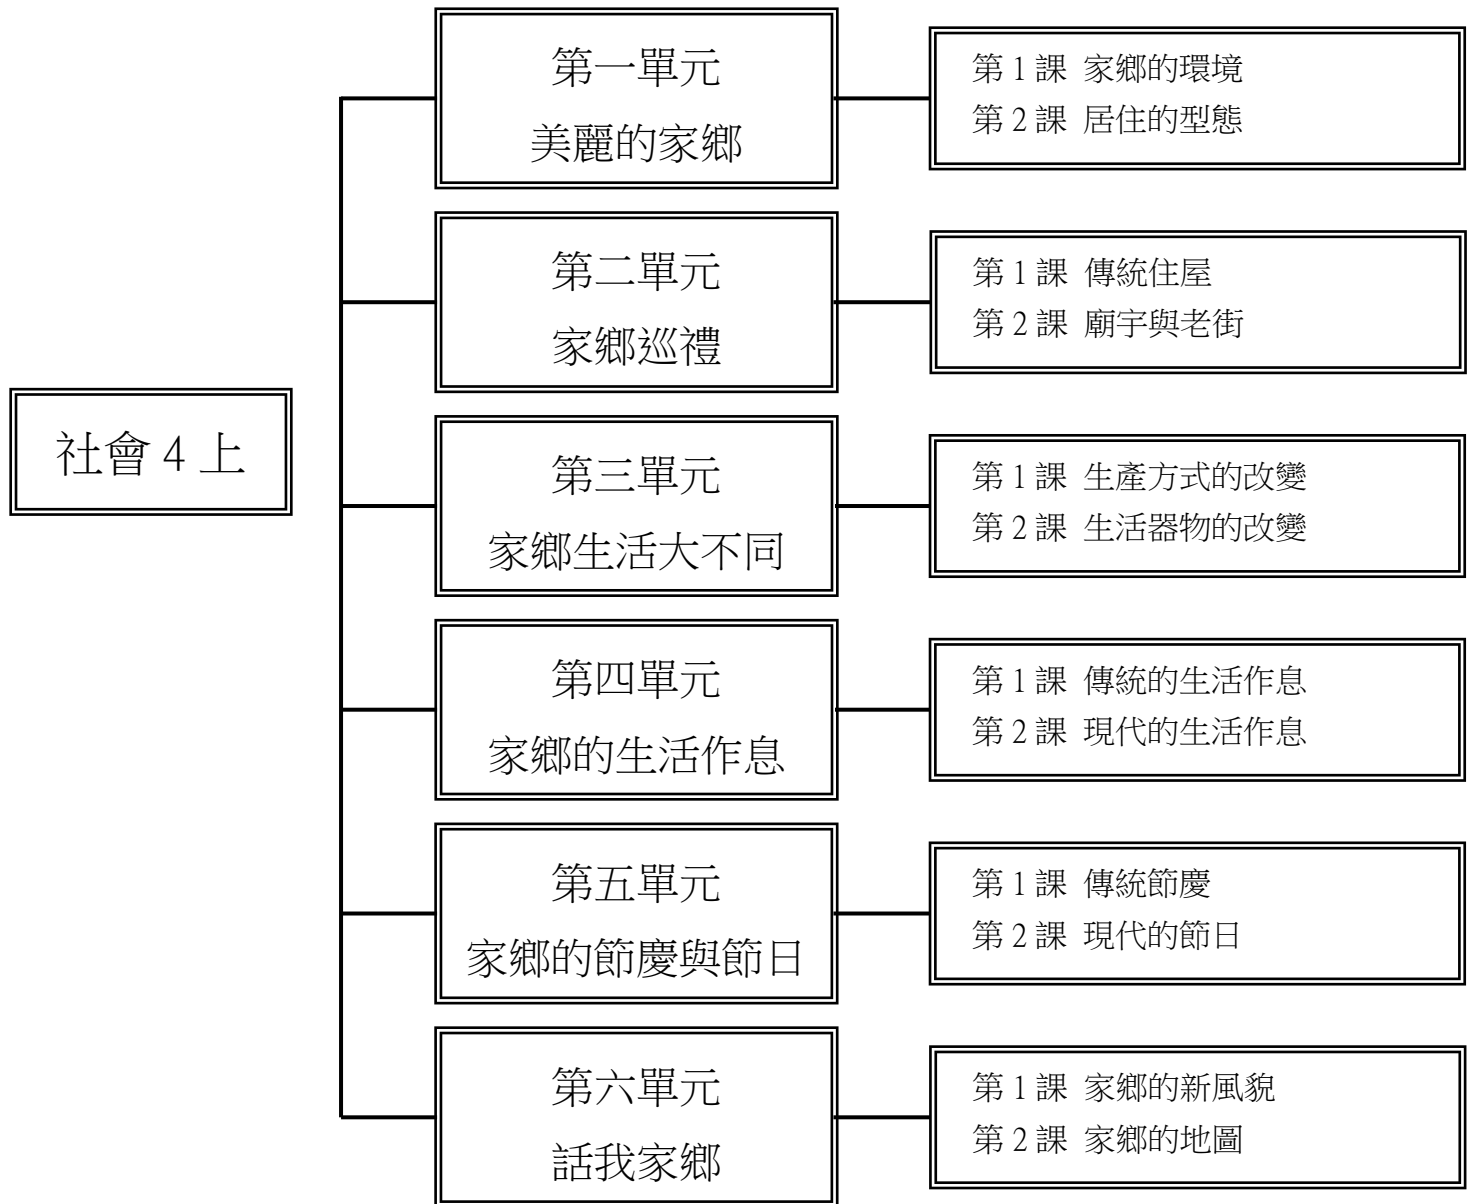 社會4上
第一單元
美麗的家鄉
第1課 家鄉的環境
第2課 居住的型態
第二單元
家鄉巡禮
第1課 傳統住屋
第2課 廟宇與老街
第三單元
家鄉生活大不同
第1課 生產方式的改變
第2課 生活器物的改變
第四單元
家鄉的生活作息
第1課 傳統的生活作息
第2課 現代的生活作息
第五單元
家鄉的節慶與節日
第1課 傳統節慶
第2課 現代的節日
第六單元
話我家鄉
第1課 家鄉的新風貌
第2課 家鄉的地圖